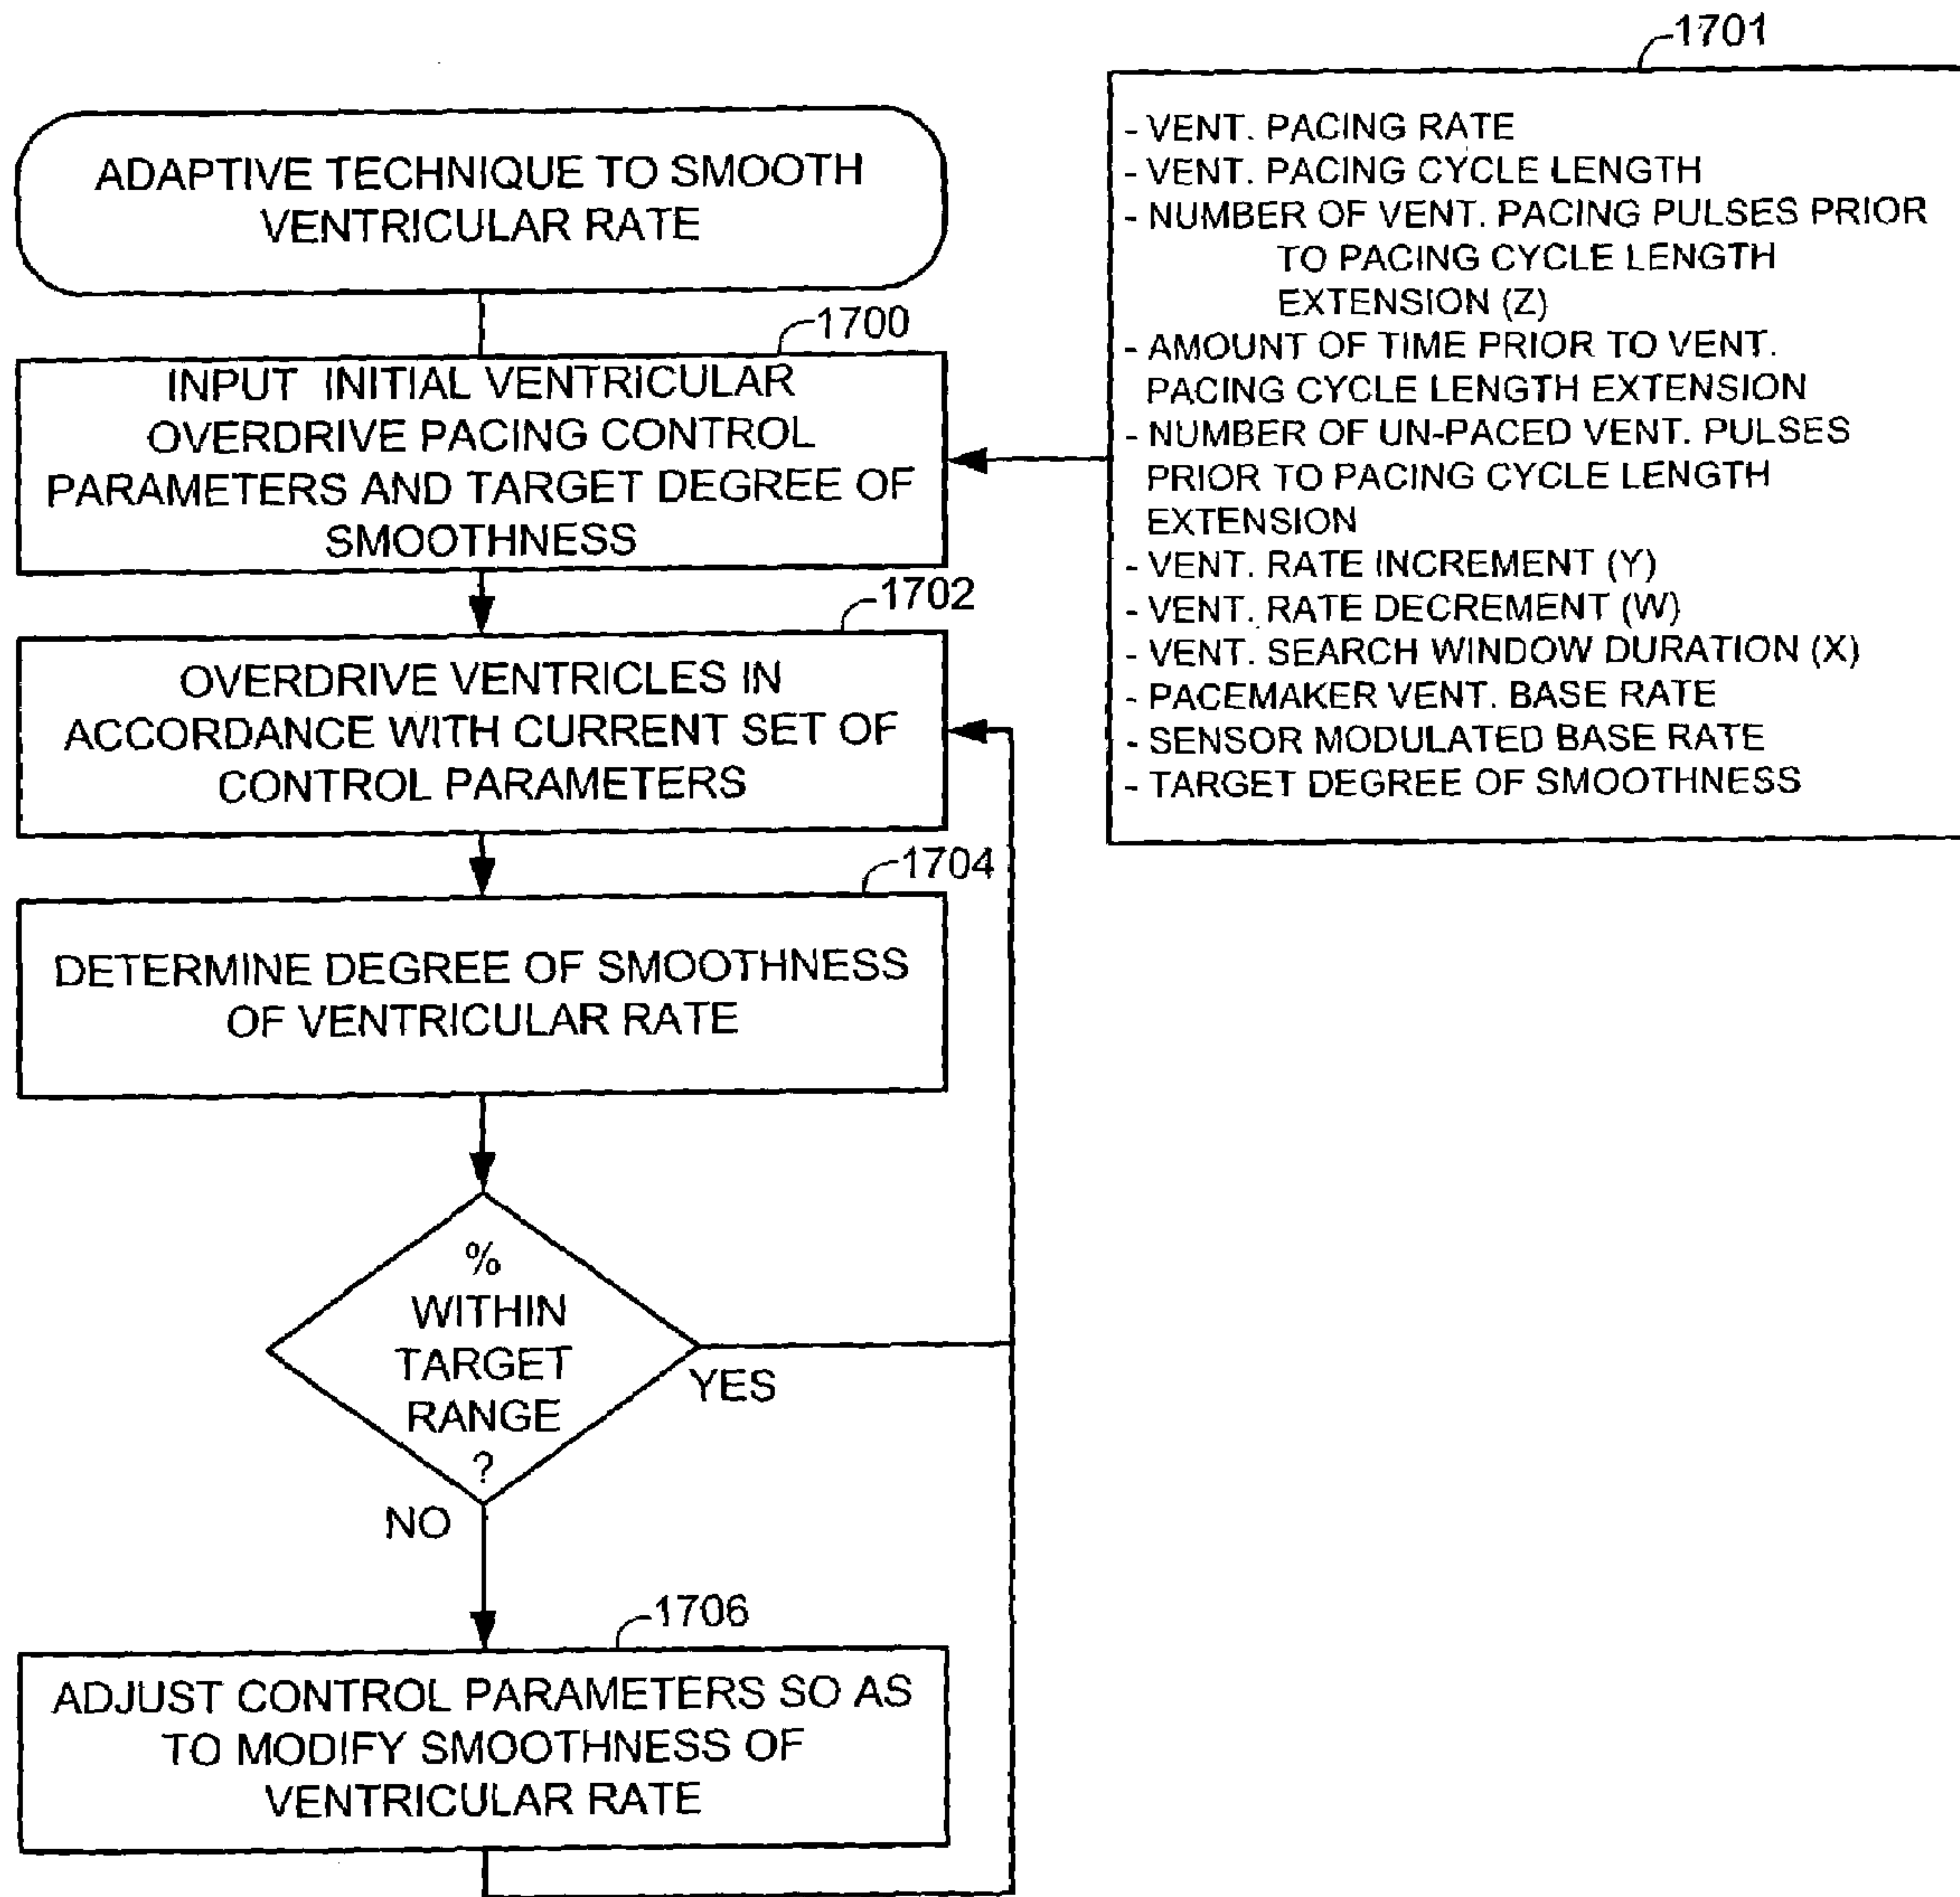 ADAPTIVE TECHNIQUE TO SMOOTH
VENTRICULAR RATE
1700
INPUT INITIAL VENTRICULAR
OVERDRIVE PACING CONTROL
PARAMETERS AND TARGET DEGREE OF
SMOOTHNESS
1701
- VENT. PACING RATE
- VENT. PACING CYCLE LENGTH
- NUMBER OF VENT. PACING PULSES PRIOR
TO PACING CYCLE LENGTH
EXTENSION (Z)
- AMOUNT OF TIME PRIOR TO VENT.
PACING CYCLE LENGTH EXTENSION
- NUMBER OF UN-PACED VENT. PULSES
PRIOR TO PACING CYCLE LENGTH
EXTENSION
- VENT. RATE INCREMENT (Y)
- VENT. RATE DECREMENT (W)
- VENT. SEARCH WINDOW DURATION (X)
- PACEMAKER VENT. BASE RATE
- SENSOR MODULATED BASE RATE
- TARGET DEGREE OF SMOOTHNESS
1702
OVERDRIVE VENTRICLES IN
ACCORDANCE WITH CURRENT SET OF
CONTROL PARAMETERS
1704
DETERMINE DEGREE OF SMOOTHNESS
OF VENTRICULAR RATE
%
WITHIN
TARGET
RANGE
?
YES
NO
1706
ADJUST CONTROL PARAMETERS SO AS
TO MODIFY SMOOTHNESS OF
VENTRICULAR RATE